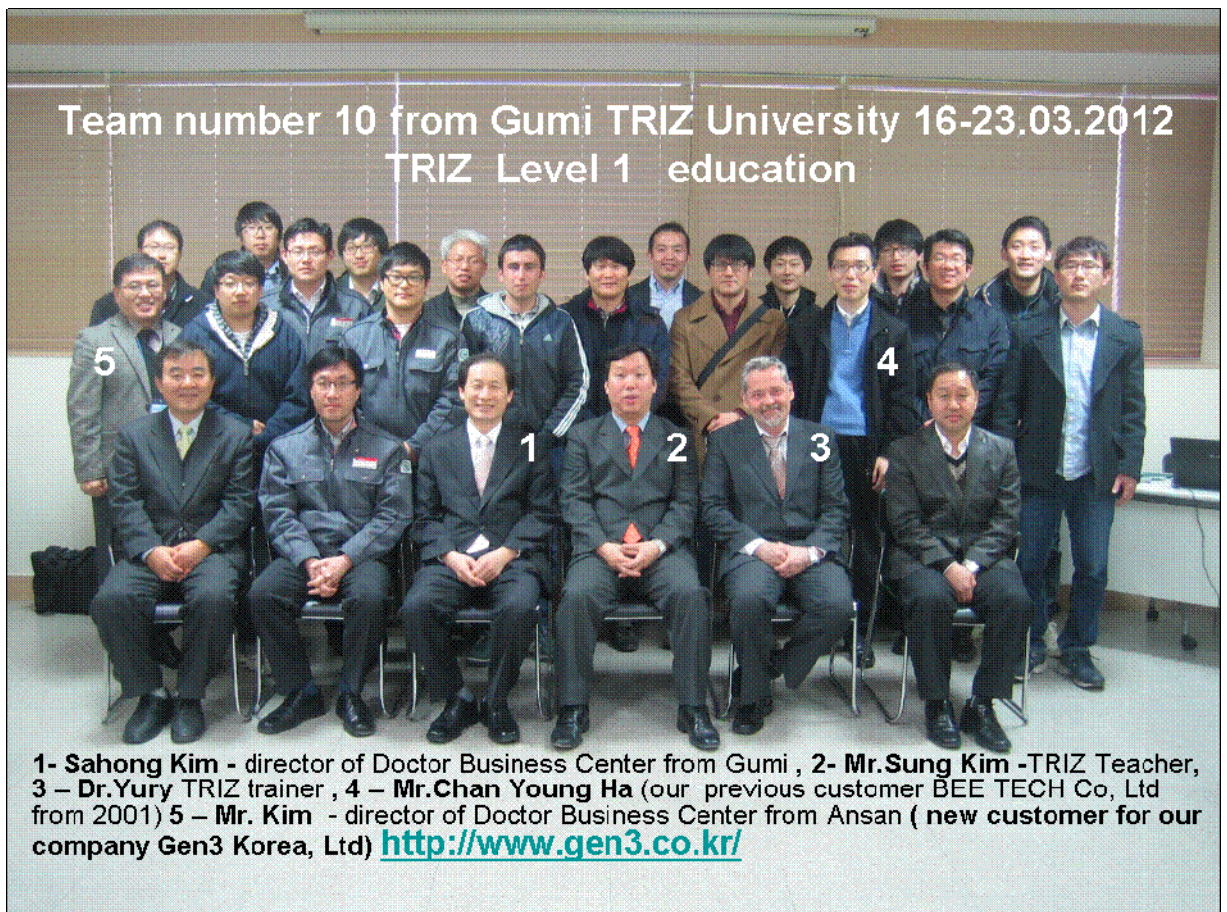 Team number 10 from Gumi TRIZ University 16-23.03.2012
TRIZ Level 1 education
5
4
1
2
3
1- Sahong Kim - director of Doctor Business Center from Gumi , 2- Mr.Sung Kim -TRIZ Teacher,
3 – Dr.Yury TRIZ trainer , 4 – Mr.Chan Young Ha (our previous customer BEE TECH Co, Ltd
from 2001) 5 – Mr. Kim - director of Doctor Business Center from Ansan ( new customer for our
company Gen3 Korea, Ltd) http://www.gen3.co.kr/